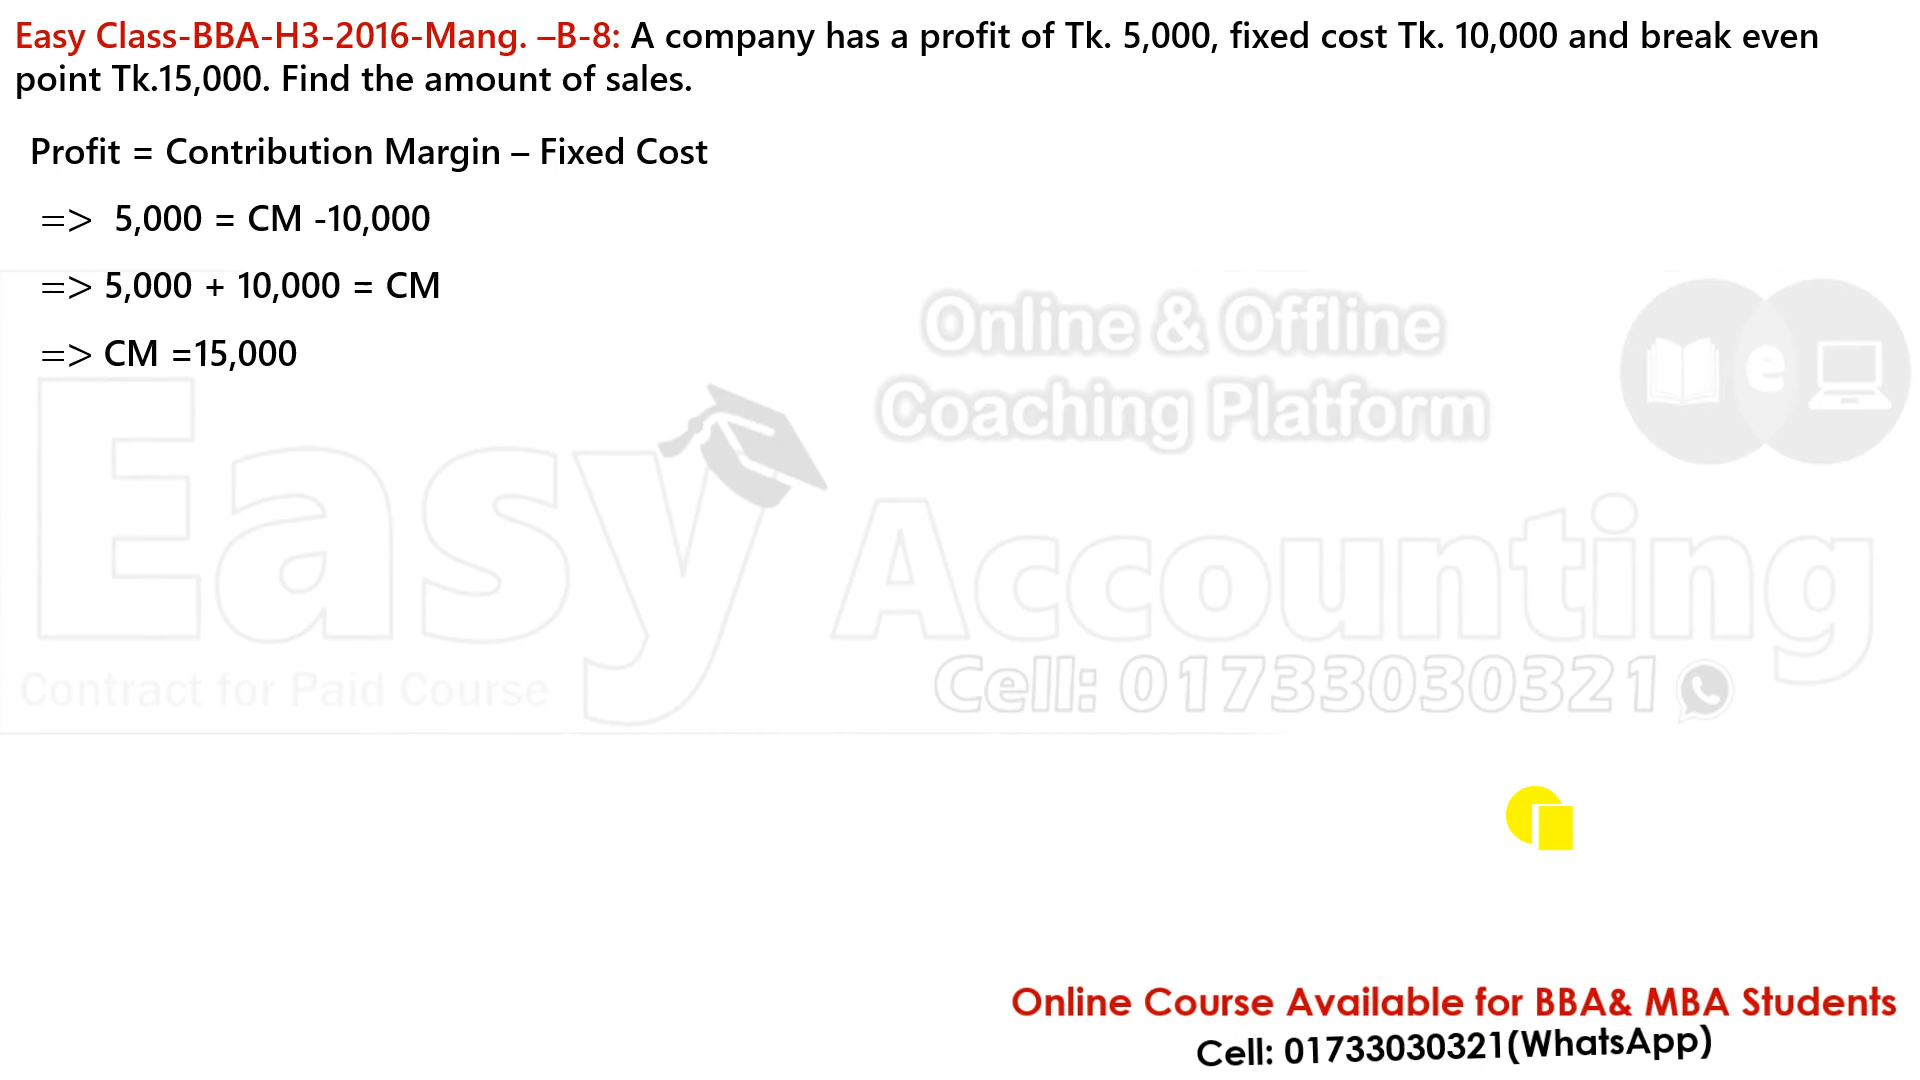 Easy Class-BBA-H3-2016-Mang. –B-8: A company has a profit of Tk. 5,000, fixed cost Tk. 10,000 and break even
point Tk.15,000. Find the amount of sales.
Profit = Contribution Margin – Fixed Cost
=> 5,000 = CM -10,000
=> 5,000 + 10,000 = CM
=> CM =15,000
Online & Offline
Coaching Platform
e
Easy Accounting
Contract for Paid Course
Cell: 01733030321
Online Course Available for BBA& MBA Students
Cell: 01733030321(WhatsApp)